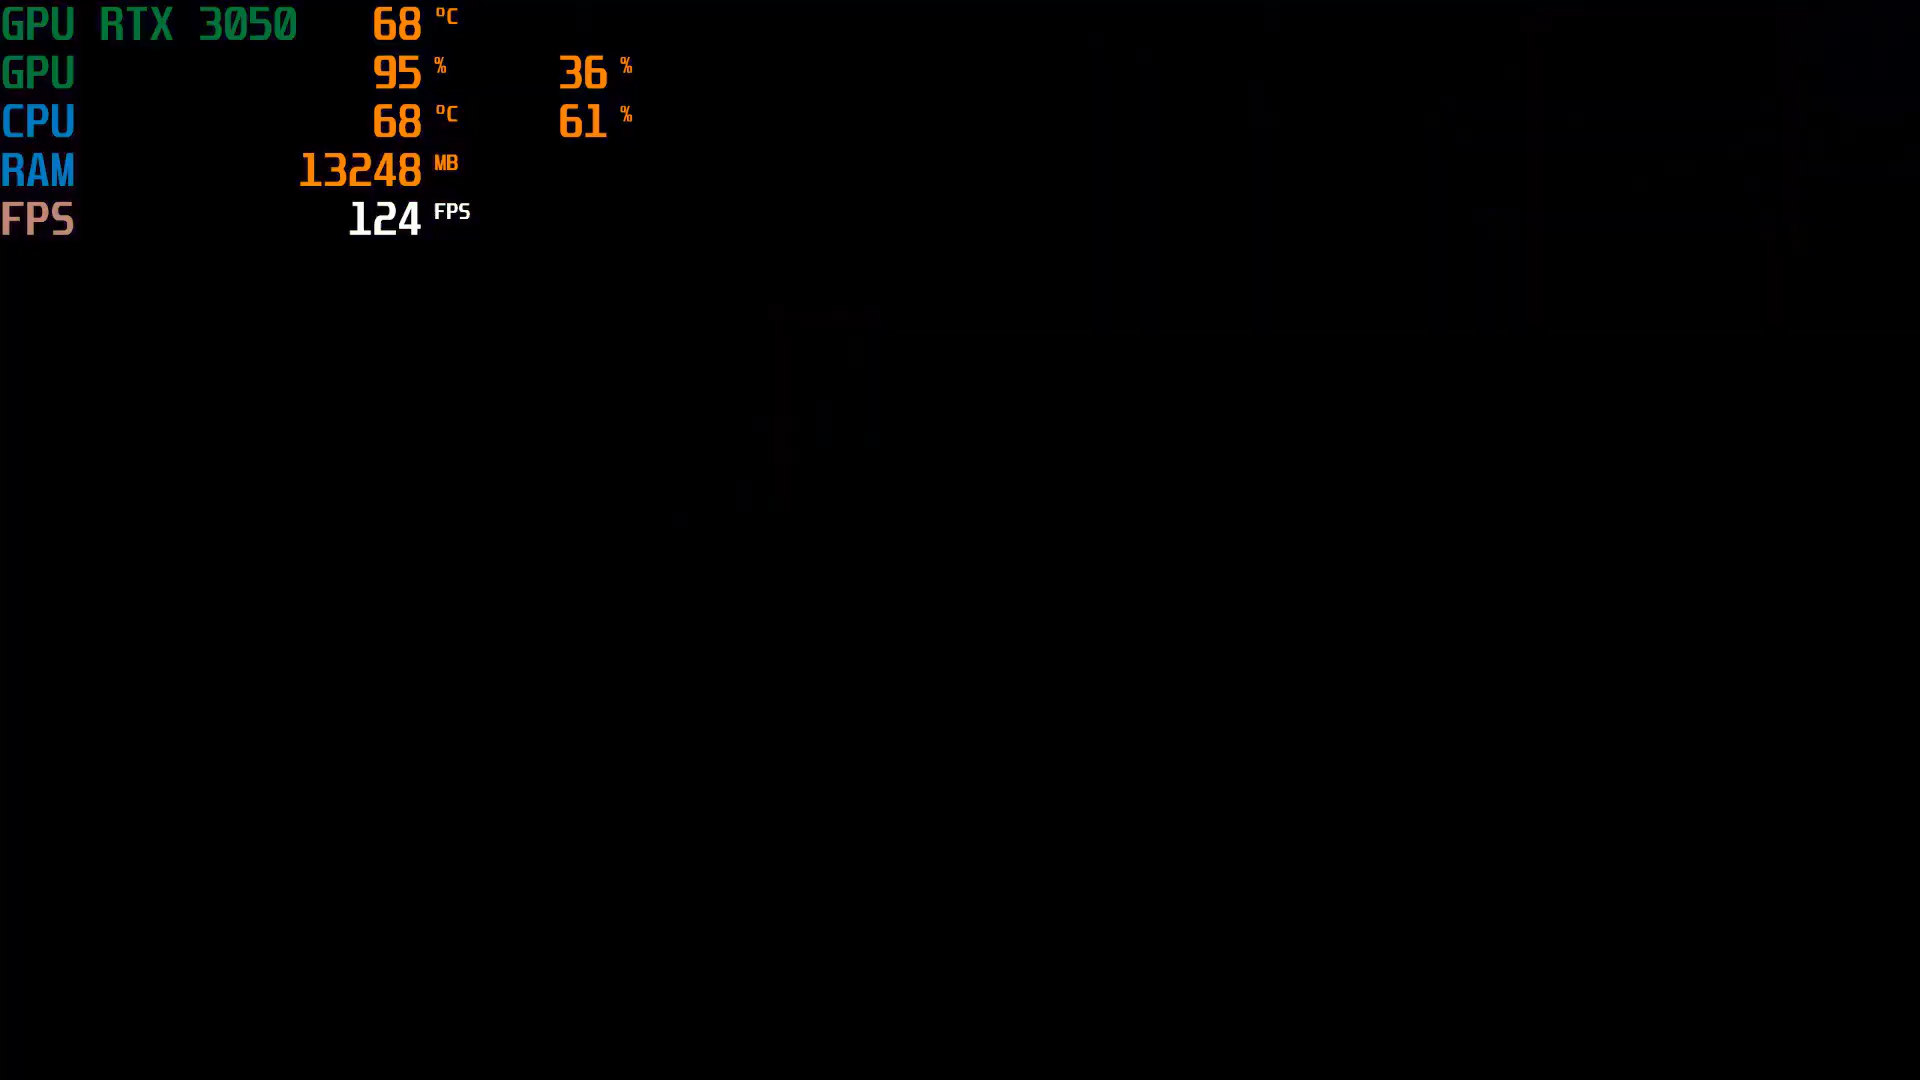 GPU RTX 3050 68 °C
GPU 95 % 36 %
CPU 68 °C 61 %
RAM 13248 MB
FPS 124 FPS